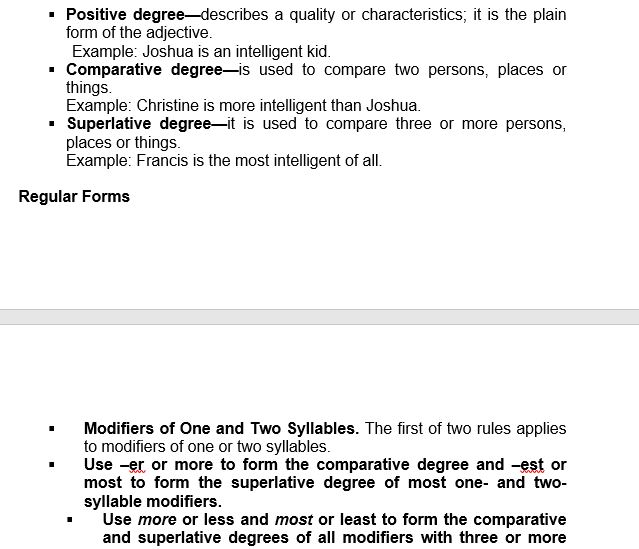 ▪ Positive degree—describes a quality or characteristics; it is the plain
form of the adjective.
Example: Joshua is an intelligent kid.
▪ Comparative degree—is used to compare two persons, places or
things.
Example: Christine is more intelligent than Joshua.
▪ Superlative degree—it is used to compare three or more persons,
places or things.
Example: Francis is the most intelligent of all.
Regular Forms
▪ Modifiers of One and Two Syllables. The first of two rules applies
to modifiers of one or two syllables.
▪ Use –er or more to form the comparative degree and –est or
most to form the superlative degree of most one- and two-
syllable modifiers.
▪ Use more or less and most or least to form the comparative
and superlative degrees of all modifiers with three or more